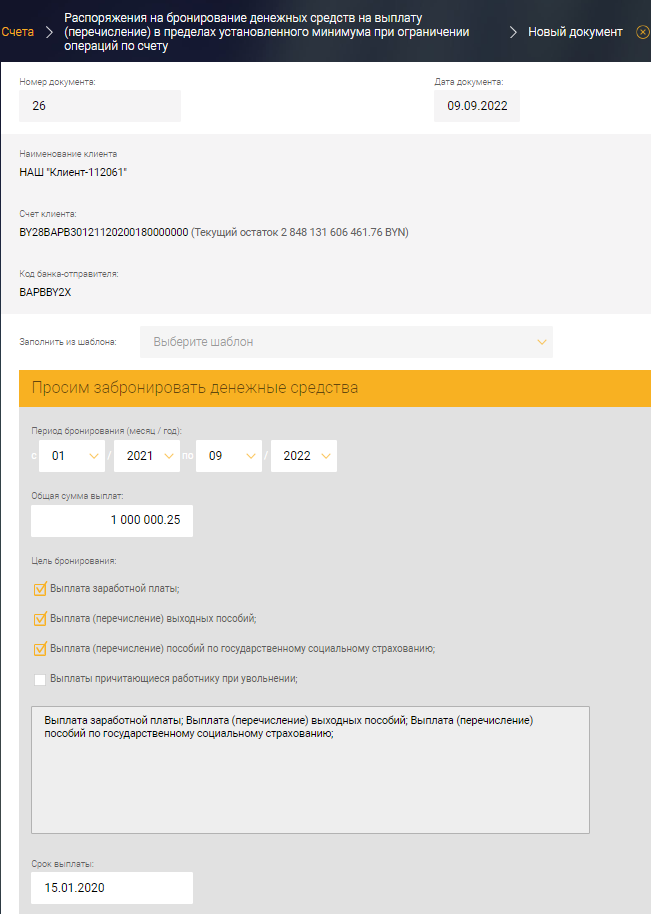 Распоряжения на бронирование денежных средств на выплату
Счета (перечисление) в пределах установленного минимума при ограничении Новый документ
операций по счету
Номер документа: Дата документа:
26 09.09.2022
Наименование клиента
НАШ "Клиент-112061"
Счет клиента:
BY28BAPB30121120200180000000 (Текущий остаток 2 848 131 606 461.76 BYN)
Код банка-отправителя:
BAPBBY2X
Заполнить из шаблона: Выберите шаблон
Просим забронировать денежные средства
Период бронирования (месяц / год):
с 01 / 2021 по 09 / 2022
Общая сумма выплат:
1 000 000.25
Цель бронирования:
Выплата заработной платы;
Выплата (перечисление) выходных пособий;
Выплата (перечисление) пособий по государственному социальному страхованию;
Выплаты причитающиеся работнику при увольнении;
Выплата заработной платы; Выплата (перечисление) выходных пособий; Выплата (перечисление)
пособий по государственному социальному страхованию;
Срок выплаты:
15.01.2020